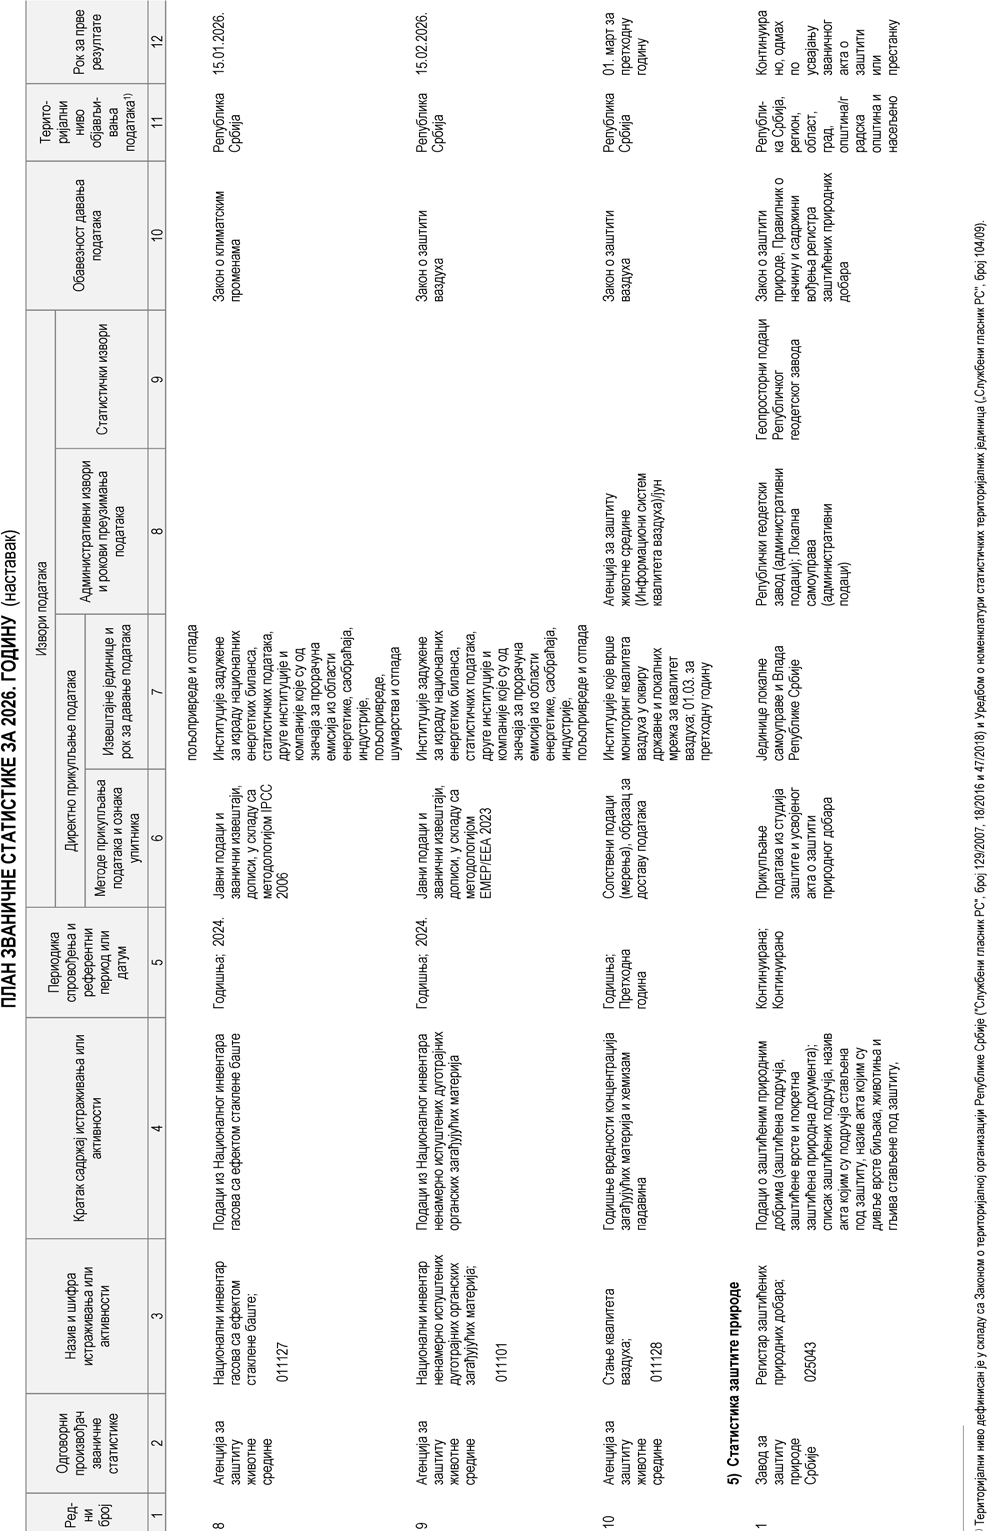 ПЛАН ЗВАНИЧНЕ СТАТИСТИКЕ ЗА 2026. ГОДИНУ (наставак)
Ред-
ни
број
Одговорни
произвођач
званичне
статистике
Назив и шифра
истраживања или
активности
Кратак садржај истраживања или
активности
Периодика
спровођења и
референтни
период или
датум
Извори података
Директно прикупљање података
Методе прикупљања
података и ознака
упитника
Извештајне јединице и
рок за давање података
Административни извори
и рокови преузимања
података
Статистички извори
Обавезност давања
података
Терито-
ријални
ниво
објављи-
вања
података1)
Рок за прве
резултате
1
2
3
4
5
6
7
8
9
10
11
12
пољопривреде и отпада
8
Агенција за
заштиту
животне
средине
Национални инвентар
гасова са ефектом
стаклене баште;
011127
Подаци из Националног инвентара
гасова са ефектом стаклене баште
Годишња; 2024.
Јавни подаци и
званични извештаји,
дописи, у складу са
методологијом IPCC
2006
Институције задужене
за израду националних
енергетких биланса,
статистичких података,
друге институције и
компаније које су од
значаја за прорачуна
емисија из области
енергетике, саобраћаја,
индустрије,
пољопривреде,
шумарства и отпада
Закон о климатским
променама
Република
Србија
15.01.2026.
9
Агенција за
заштиту
животне
средине
Национални инвентар
ненамерно испуштених
дуготрајних органских
загађујућих материја;
011101
Подаци из Националног инвентара
ненамерно испуштених дуготрајних
органских загађујућих материја
Годишња; 2024.
Јавни подаци и
званични извештаји,
дописи, у складу са
методологијом
EMEP/EEA 2023
Институције задужене
за израду националних
енергетких биланса,
статистичких података,
друге институције и
компаније које су од
значаја за прорачуна
емисија из области
енергетике, саобраћаја,
индустрије,
пољопривреде и отпада
Закон о заштити
ваздуха
Република
Србија
15.02.2026.
10
Агенција за
заштиту
животне
средине
Стање квалитета
ваздуха;
011128
Годишње вредности концентрација
загађујућих материја и хемизам
падавина
Годишња;
Претходна
година
Сопствени подаци
(мерења), образац за
доставу података
Институције које врше
мониторинг квалитета
ваздуха у оквиру
државне и локалних
мрежа за квалитет
ваздуха; 01.03. за
претходну годину
Агенција за заштиту
животне средине
(Информациони систем
квалитета ваздуха)/јун
Закон о заштити
ваздуха
Република
Србија
01. март за
претходну
годину
5) Статистика заштите природе
1
Завод за
заштиту
природе
Србије
Регистар заштићених
природних добара;
025043
Подаци о заштићеним природним
добрима (заштићена подручја,
заштићене врсте и покретна
заштићена природна документа);
списак заштићених подручја, назив
акта којим су подручја стављена
под заштиту, назив акта којим су
дивље врсте биљака, животиња и
гљива стављене под заштиту,
Континуирана;
Континуирано
Прикупљање
података из студија
заштите и усвојеног
акта о заштити
природног добара
Јединице локалне
самоуправе и Влада
Републике Србије
Републички геодетски
завод (административни
подаци); Локална
самоуправа
(административни
подаци)
Геопросторни подаци
Републичког
геодетског завода
Закон о заштити
природе, Правилник о
начину и садржини
вођења регистра
заштићених природних
добара
Републи-
ка Србија,
регион,
област,
град,
општина/г
радска
општина и
насељено
Континуира
но, одмах
по
усвајању
званичног
акта о
заштити
или
престанку
) Територијални ниво дефинисан је у складу са Законом о територијалној организацији Републике Србије ("Службени гласник РС", број 129/2007, 18/2016 и 47/2018) и Уредбом о номенклатури статистичких територијалних јединица („Службени гласник РС", број 104/09).